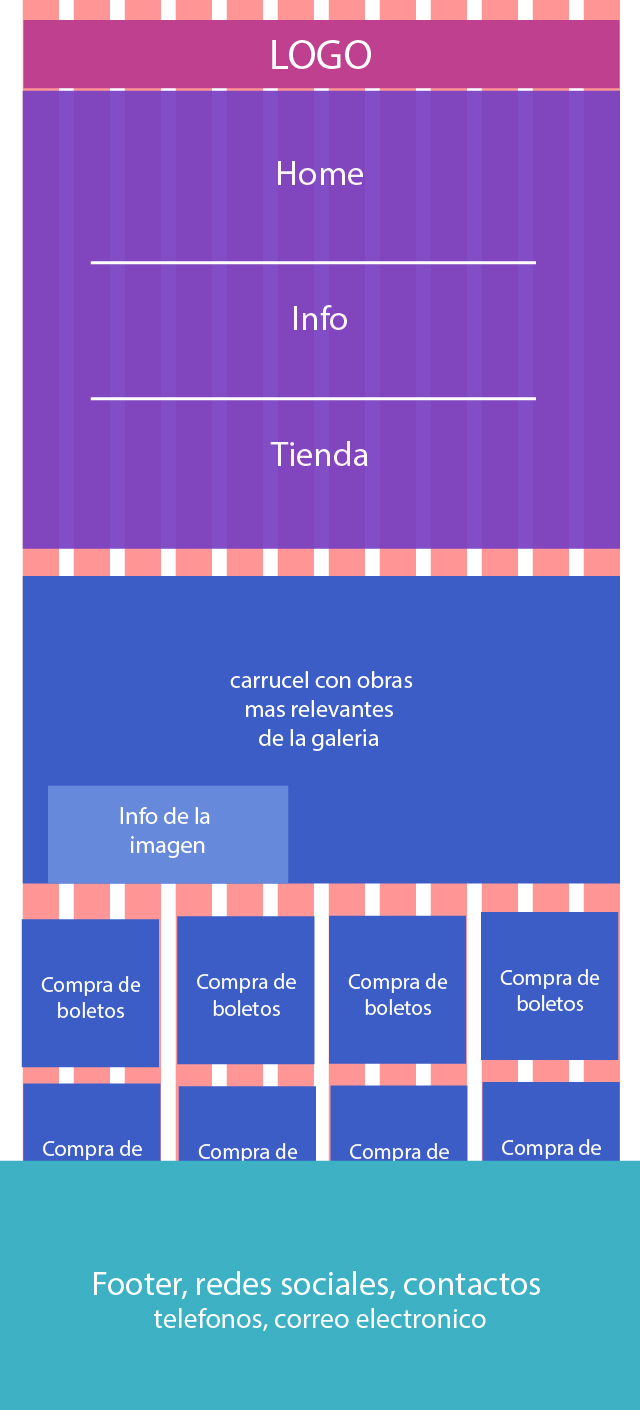 LOGO
Home
Info
Tienda
carrucel con obras
mas relevantes
de la galeria
Info de la
imagen
Compra de
boletos
Compra de
boletos
Compra de
boletos
Compra de
boletos
Compra de
Compra de
Compra de
Compra de
Footer, redes sociales, contactos
telefonos, correo electronico